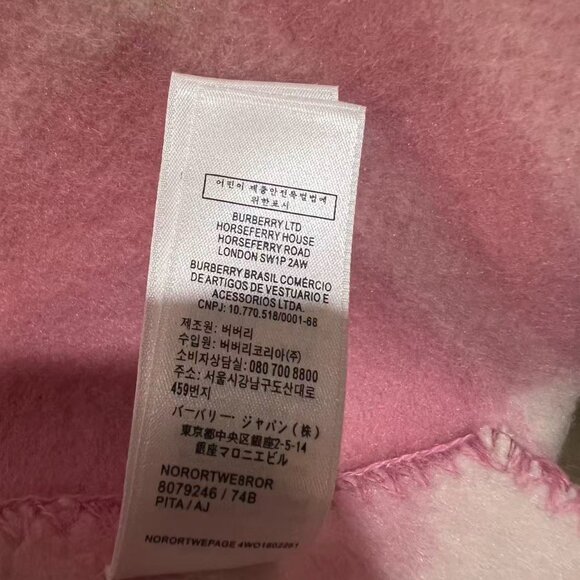 어린이 제품안전특별법에
위한표시
BURBERRY LTD
HORSEFERRY HOUSE
HORSEFERRY ROAD
LONDON SW1P 2AW
BURBERRY BRASIL COMÉRCIO
DE ARTIGOS DE VESTUARIO E
ACESSORIOS LTDA.
CNPJ: 10.770.518/0001-68
제조원: 버버리
수입원: 버버리코리아(주)
소비자상담실: 080 700 8800
주소: 서울시강남구도산대로
459번지
バーバリー・ジャパン(株)
東京都中央区銀座2-5-14
銀座マロニエビル
NORORTWE8ROR
8079246 / 74B
PITA / AJ